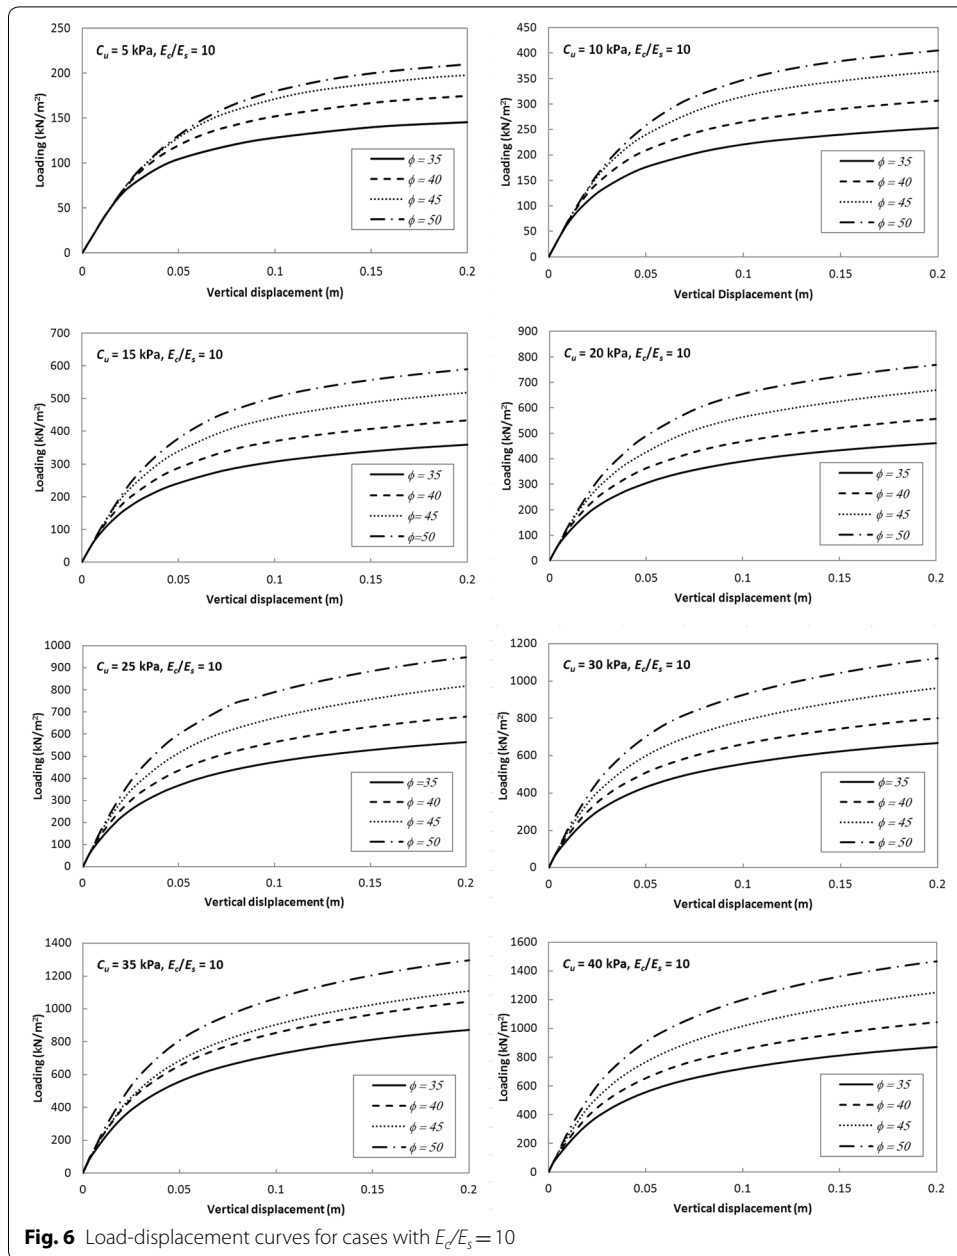 C_u = 5 kPa, E_c/E_s = 10
Loading (kN/m²)
250
200
150
100
50
0
ϕ = 35
ϕ = 40
ϕ = 45
ϕ = 50
0 0.05 0.1 0.15 0.2
Vertical displacement (m)
C_u = 10 kPa, E_c/E_s = 10
Loading (kN/m²)
450
400
350
300
250
200
150
100
50
0
ϕ = 35
ϕ = 40
ϕ = 45
ϕ = 50
0 0.05 0.1 0.15 0.2
Vertical Displacement (m)
C_u = 15 kPa, E_c/E_s = 10
Loading (kN/m²)
700
600
500
400
300
200
100
0
ϕ = 35
ϕ = 40
ϕ=45
ϕ=50
0 0.05 0.1 0.15 0.2
Vertical displacement (m)
C_u = 20 kPa, E_c/E_s = 10
Loading (kN/m²)
900
800
700
600
500
400
300
200
100
0
ϕ = 35
ϕ = 40
ϕ = 45
ϕ = 50
0 0.05 0.1 0.15 0.2
Vertical displacement (m)
C_u = 25 kPa, E_c/E_s = 10
Loading (kN/m²)
1000
900
800
700
600
500
400
300
200
100
0
ϕ =35
ϕ = 40
ϕ = 45
ϕ = 50
0 0.05 0.1 0.15 0.2
Vertical dislplacement (m)
C_u = 30 kPa, E_c/E_s = 10
Loading (kN/m²)
1200
1000
800
600
400
200
0
ϕ= 35
ϕ = 40
ϕ = 45
ϕ = 50
0 0.05 0.1 0.15 0.2
Vertical displacement (m)
C_u = 35 kPa, E_c/E_s = 10
Loading (kN/m²)
1400
1200
1000
800
600
400
200
0
ϕ = 35
ϕ = 40
ϕ = 45
ϕ = 50
0 0.05 0.1 0.15 0.2
Vertical displacement (m)
C_u = 40 kPa, E_c/E_s = 10
Loading (kN/m²)
1600
1400
1200
1000
800
600
400
200
0
ϕ = 35
ϕ = 40
ϕ = 45
ϕ = 50
0 0.05 0.1 0.15 0.2
Vertical displacement (m)
Fig. 6 Load-displacement curves for cases with E_c/E_s = 10